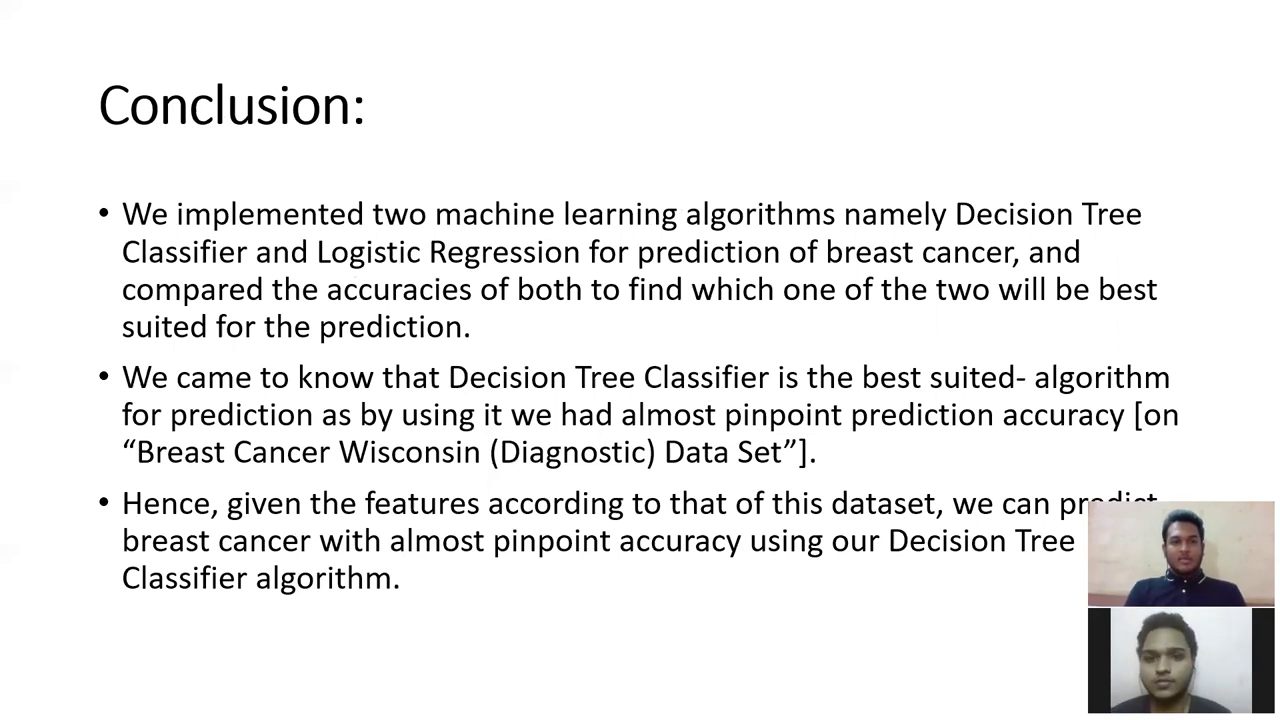 Conclusion:
• We implemented two machine learning algorithms namely Decision Tree
Classifier and Logistic Regression for prediction of breast cancer, and
compared the accuracies of both to find which one of the two will be best
suited for the prediction.
• We came to know that Decision Tree Classifier is the best suited- algorithm
for prediction as by using it we had almost pinpoint prediction accuracy [on
“Breast Cancer Wisconsin (Diagnostic) Data Set”].
• Hence, given the features according to that of this dataset, we can predict
breast cancer with almost pinpoint accuracy using our Decision Tree
Classifier algorithm.